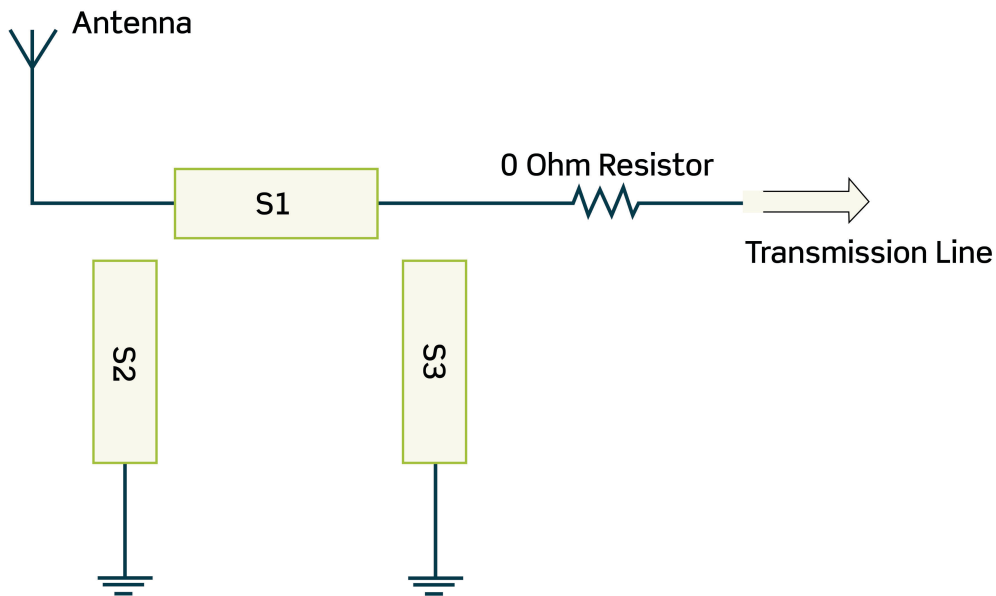 Antenna
0 Ohm Resistor
S1
Transmission Line
S2
S3